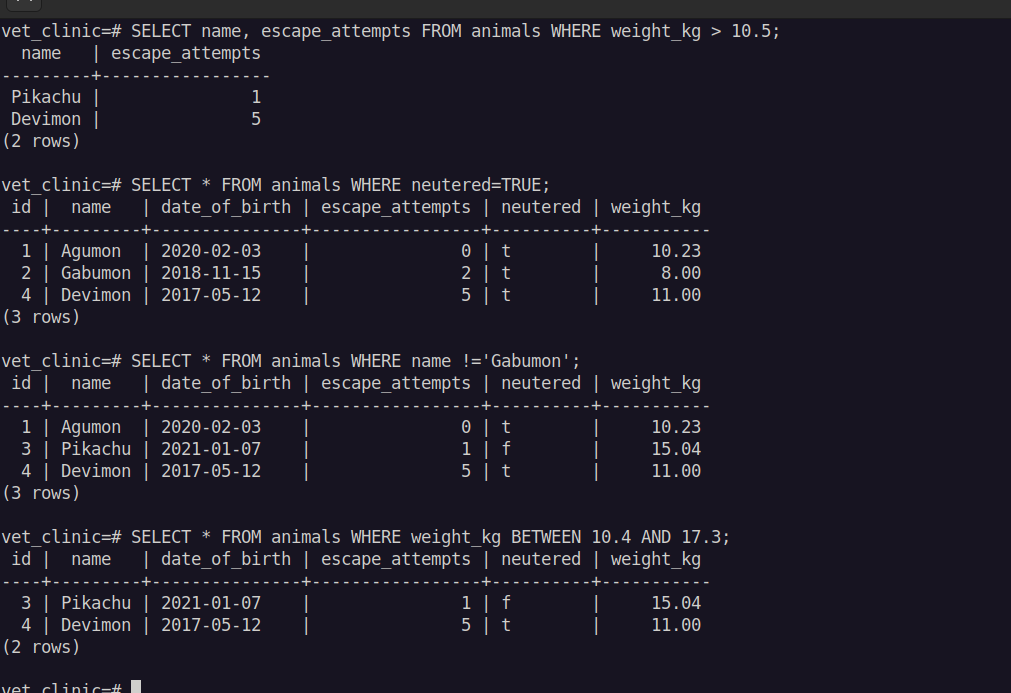 vet_clinic=# SELECT name, escape_attempts FROM animals WHERE weight_kg > 10.5;
  name   | escape_attempts
---------+-----------------
 Pikachu |               1
 Devimon |               5
(2 rows)

vet_clinic=# SELECT * FROM animals WHERE neutered=TRUE;
 id |  name   | date_of_birth | escape_attempts | neutered | weight_kg
----+---------+---------------+-----------------+----------+-----------
  1 | Agumon  | 2020-02-03    |               0 | t        |     10.23
  2 | Gabumon | 2018-11-15    |               2 | t        |      8.00
  4 | Devimon | 2017-05-12    |               5 | t        |     11.00
(3 rows)

vet_clinic=# SELECT * FROM animals WHERE name !='Gabumon';
 id |  name   | date_of_birth | escape_attempts | neutered | weight_kg
----+---------+---------------+-----------------+----------+-----------
  1 | Agumon  | 2020-02-03    |               0 | t        |     10.23
  3 | Pikachu | 2021-01-07    |               1 | f        |     15.04
  4 | Devimon | 2017-05-12    |               5 | t        |     11.00
(3 rows)

vet_clinic=# SELECT * FROM animals WHERE weight_kg BETWEEN 10.4 AND 17.3;
 id |  name   | date_of_birth | escape_attempts | neutered | weight_kg
----+---------+---------------+-----------------+----------+-----------
  3 | Pikachu | 2021-01-07    |               1 | f        |     15.04
  4 | Devimon | 2017-05-12    |               5 | t        |     11.00
(2 rows)

vet_clinic=#